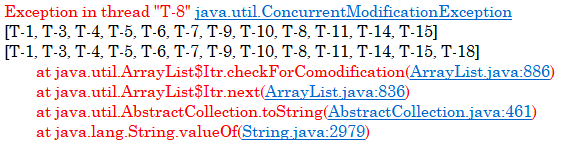 Exception in thread "T-8" java.util.ConcurrentModificationException
[T-1, T-3, T-4, T-5, T-6, T-7, T-9, T-10, T-8, T-11, T-14, T-15]
[T-1, T-3, T-4, T-5, T-6, T-7, T-9, T-10, T-8, T-11, T-14, T-15, T-18]
at java.util.ArrayList$Itr.checkForComodification(ArrayList.java:886)
at java.util.ArrayList$Itr.next(ArrayList.java:836)
at java.util.AbstractCollection.toString(AbstractCollection.java:461)
at java.lang.String.valueOf(String.java:2979)